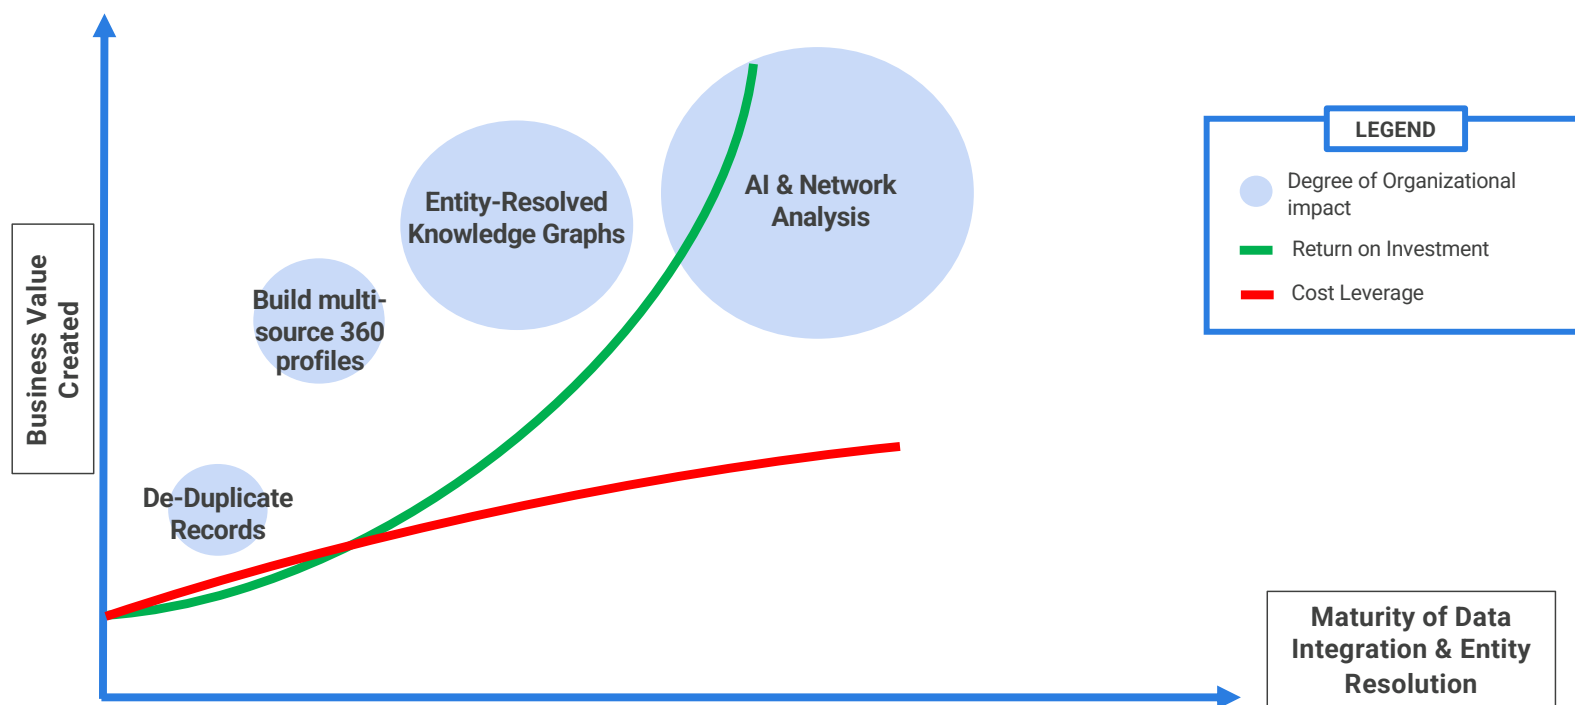 Business Value
Created
De-Duplicate
Records
Build multi-
source 360
profiles
Entity-Resolved
Knowledge Graphs
AI & Network
Analysis
LEGEND
Degree of Organizational
impact
Return on Investment
Cost Leverage
Maturity of Data
Integration & Entity
Resolution